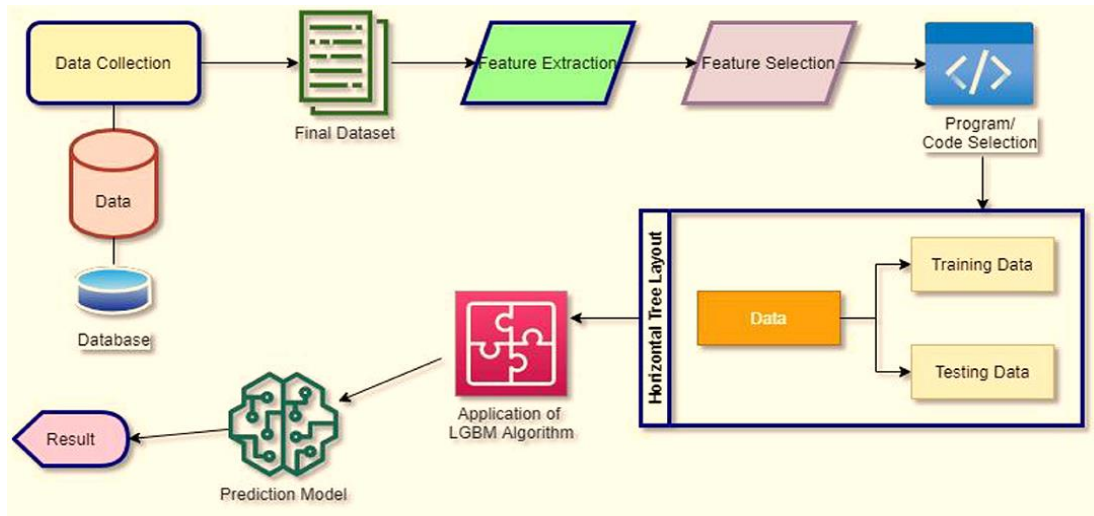 Data Collection
Final Dataset
Feature Extraction
Feature Selection
Program/
Code Selection
Data
Database
Horizontal Tree Layout
Data
Training Data
Testing Data
Application of
LGBM Algorithm
Prediction Model
Result